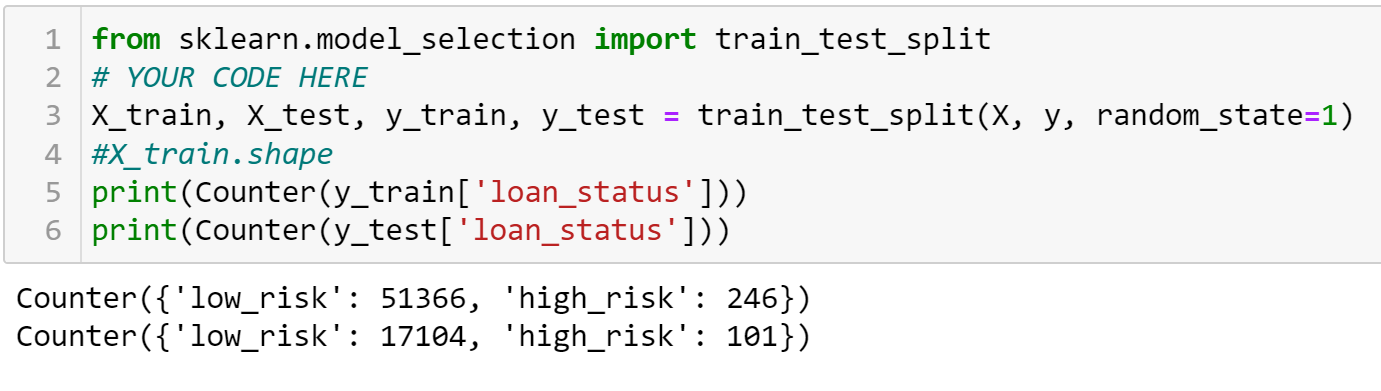 1 from sklearn.model_selection import train_test_split
2 # YOUR CODE HERE
3 X_train, X_test, y_train, y_test = train_test_split(X, y, random_state=1)
4 #X_train.shape
5 print(Counter(y_train['loan_status']))
6 print(Counter(y_test['loan_status']))
Counter({'low_risk': 51366, 'high_risk': 246})
Counter({'low_risk': 17104, 'high_risk': 101})